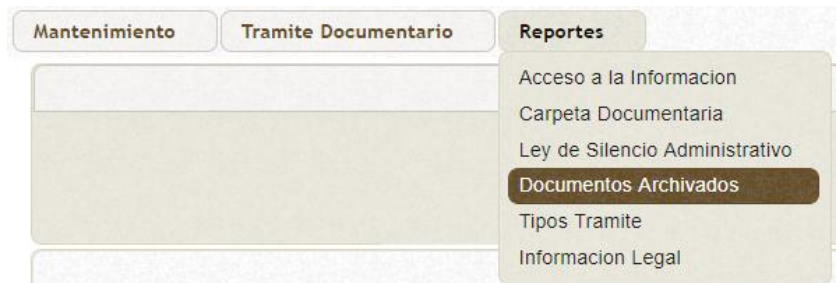 Mantenimiento
Tramite Documentario
Reportes
Acceso a la Informacion
Carpeta Documentaria
Ley de Silencio Administrativo
Documentos Archivados
Tipos Tramite
Informacion Legal